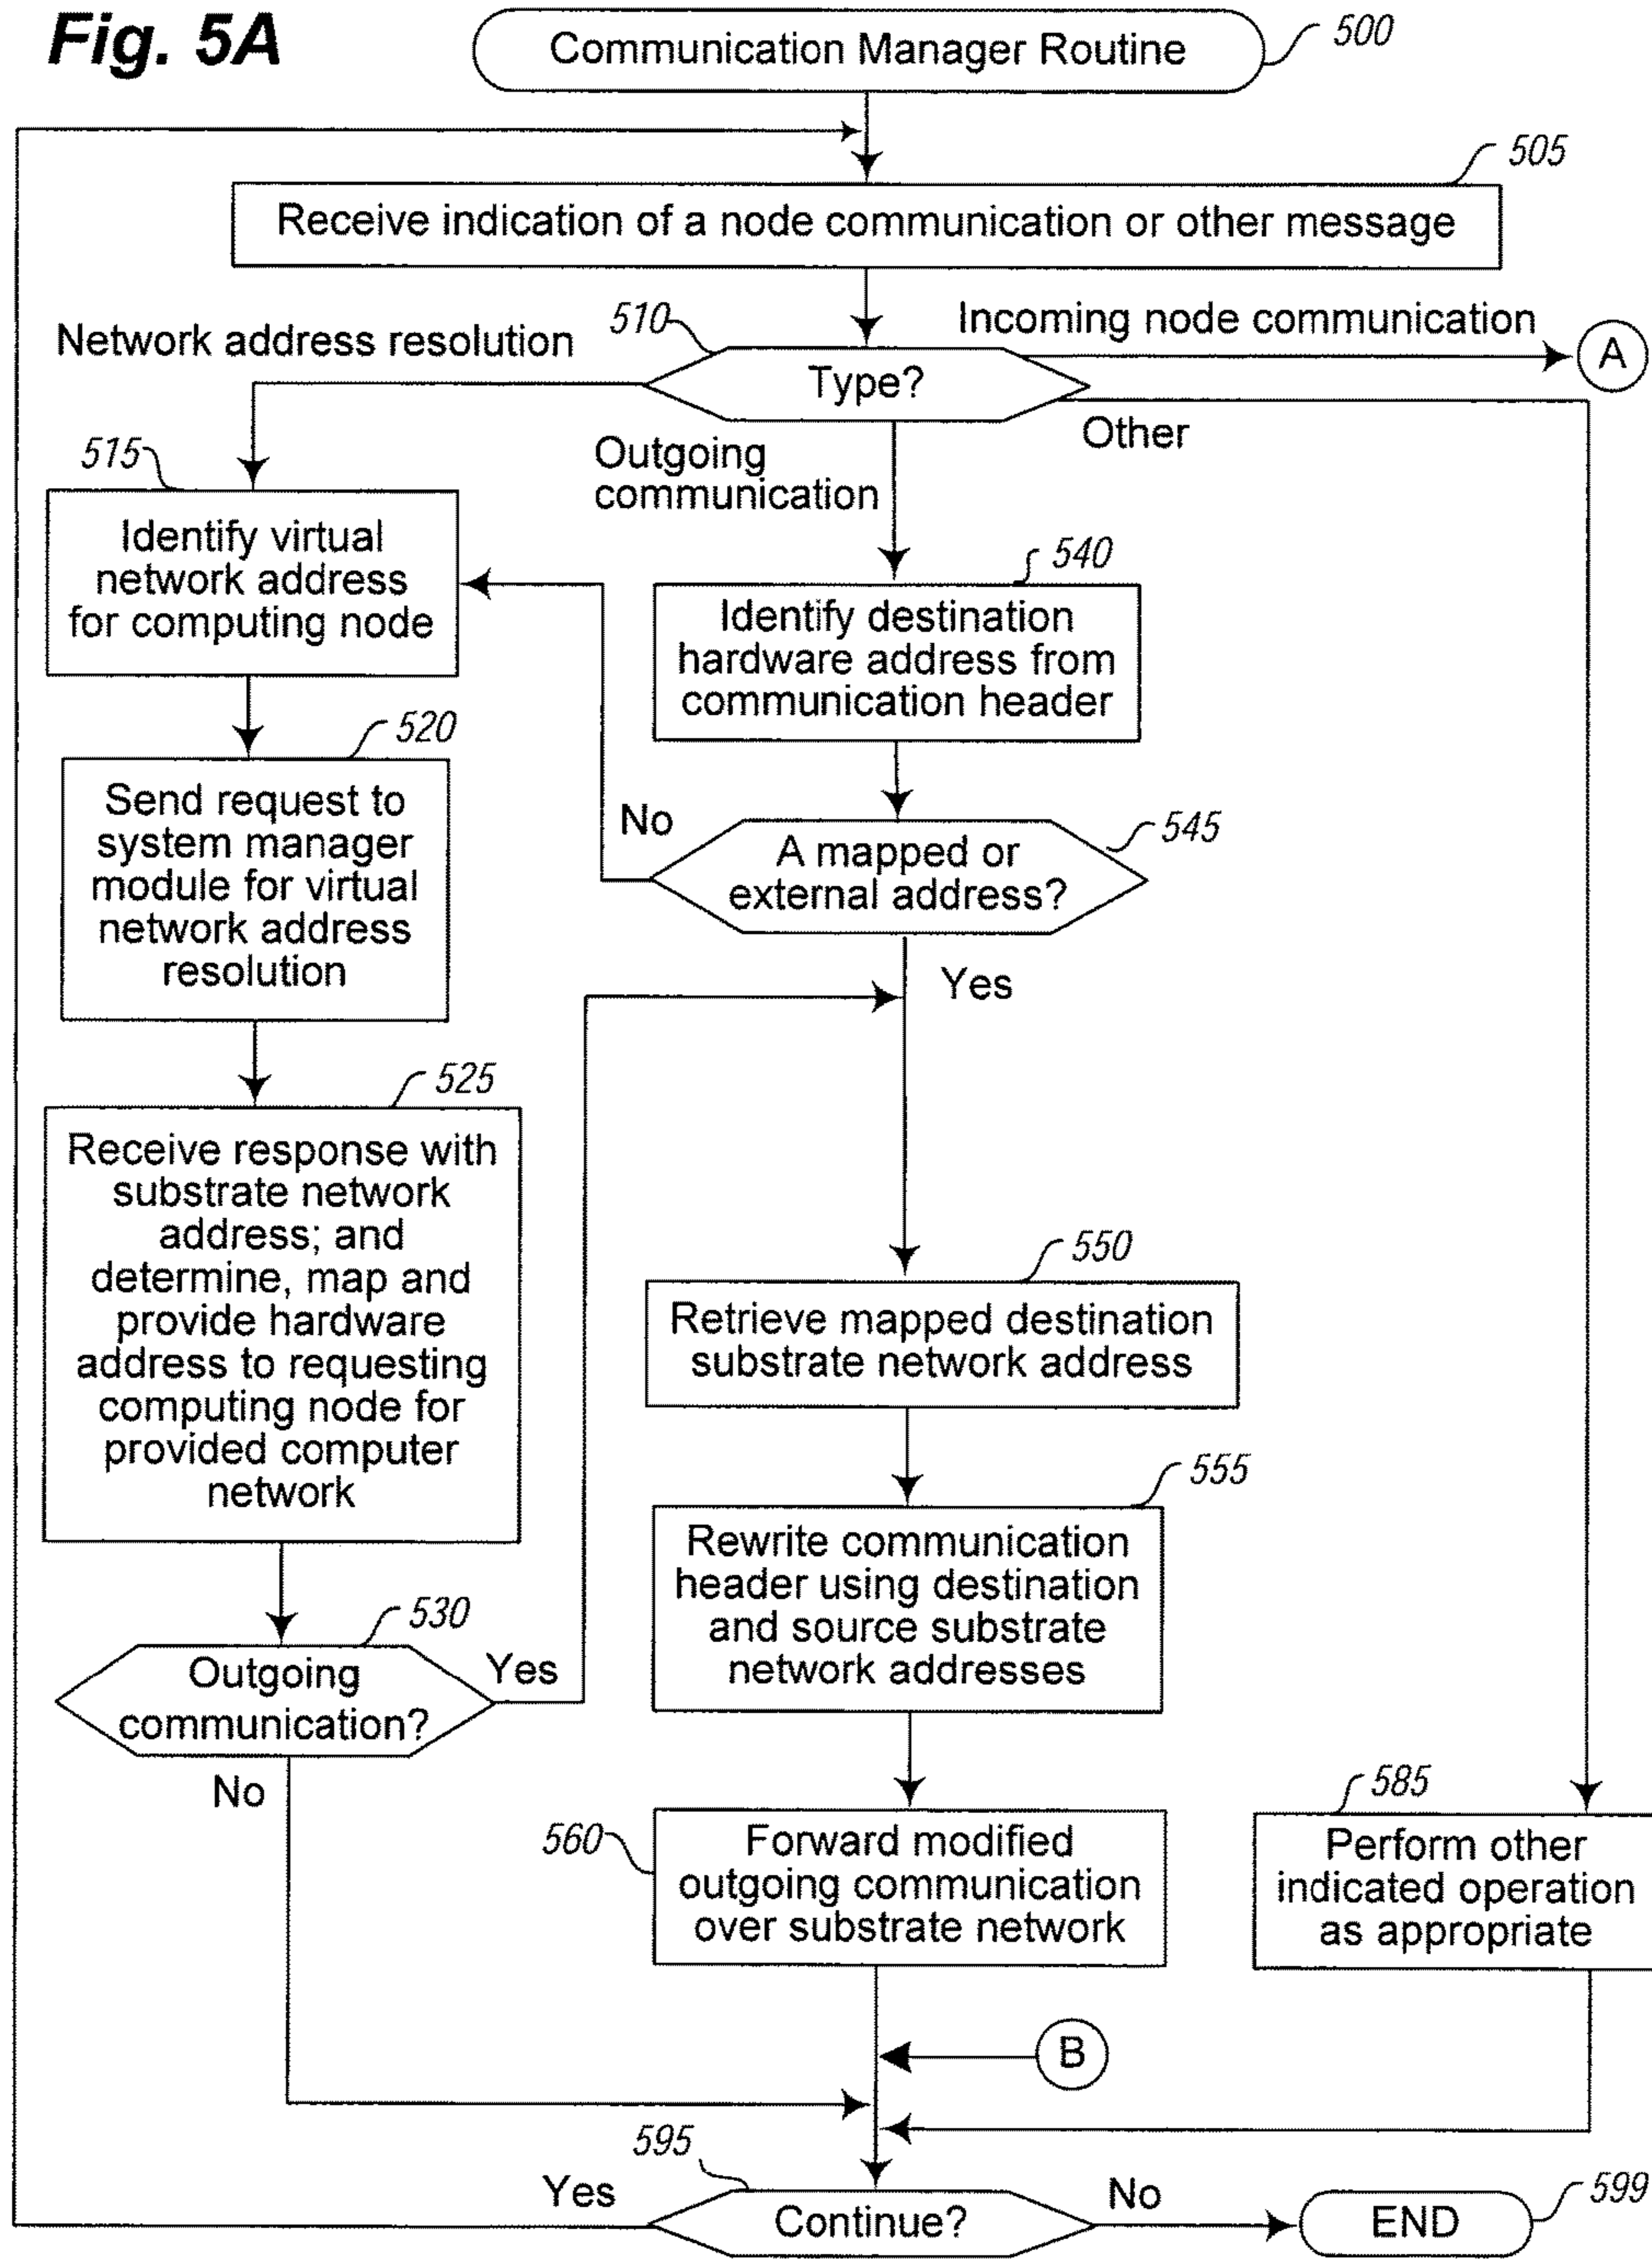 Fig. 5A
Communication Manager Routine
500
505
Receive indication of a node communication or other message
Network address resolution
510
Incoming node communication
A
Type?
Other
Outgoing
communication
515
Identify virtual
network address
for computing node
540
Identify destination
hardware address from
communication header
520
Send request to
system manager
module for virtual
network address
resolution
No
545
A mapped or
external address?
Yes
525
Receive response with
substrate network
address; and
determine, map and
provide hardware
address to requesting
computing node for
provided computer
network
550
Retrieve mapped destination
substrate network address
555
Rewrite communication
header using destination
and source substrate
network addresses
530
Outgoing
communication?
Yes
No
560
Forward modified
outgoing communication
over substrate network
585
Perform other
indicated operation
as appropriate
B
595
Yes
Continue?
No
END
599